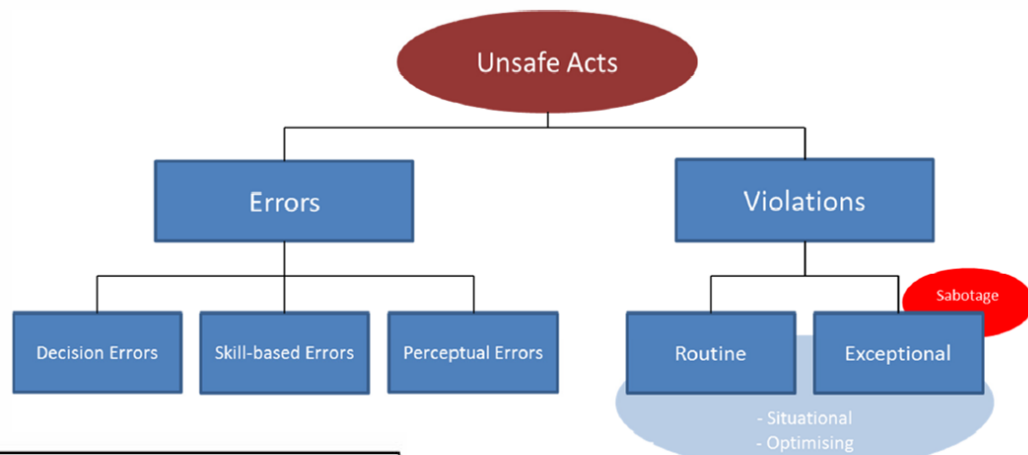 Unsafe Acts
Errors
Violations
Sabotage
Decision Errors
Skill-based Errors
Perceptual Errors
Routine
Exceptional
- Situational
- Optimising